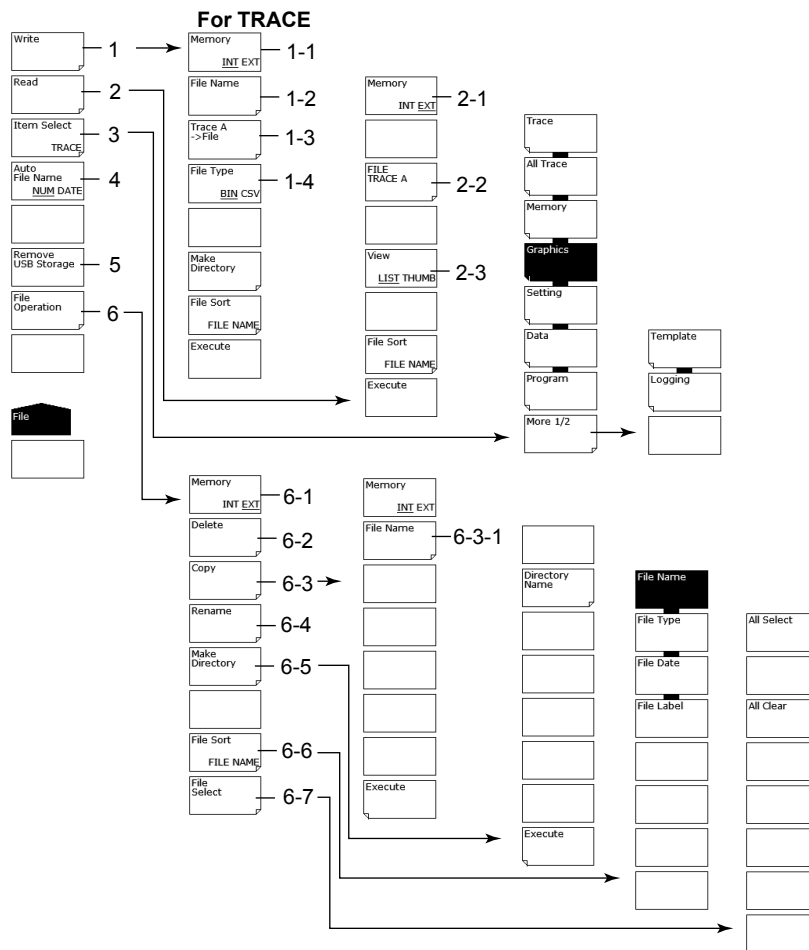 For TRACE
Write
1
Read
2
Item Select
TRACE
3
Auto
File Name
NUM DATE
4
Remove
USB Storage
5
File
Operation
6
File
Memory
INT EXT
1-1
File Name
1-2
Trace A
->File
1-3
File Type
BIN CSV
1-4
Make
Directory
File Sort
FILE NAME
Execute
Memory
INT EXT
2-1
FILE
TRACE A
2-2
View
LIST THUMB
2-3
File Sort
FILE NAME
Execute
Trace
All Trace
Memory
Graphics
Setting
Data
Program
More 1/2
Template
Logging
Memory
INT EXT
6-1
Delete
6-2
Copy
6-3
Rename
6-4
Make
Directory
6-5
File Sort
FILE NAME
6-6
File
Select
6-7
Memory
INT EXT
File Name
6-3-1
Execute
Directory
Name
Execute
File Name
File Type
File Date
File Label
All Select
All Clear